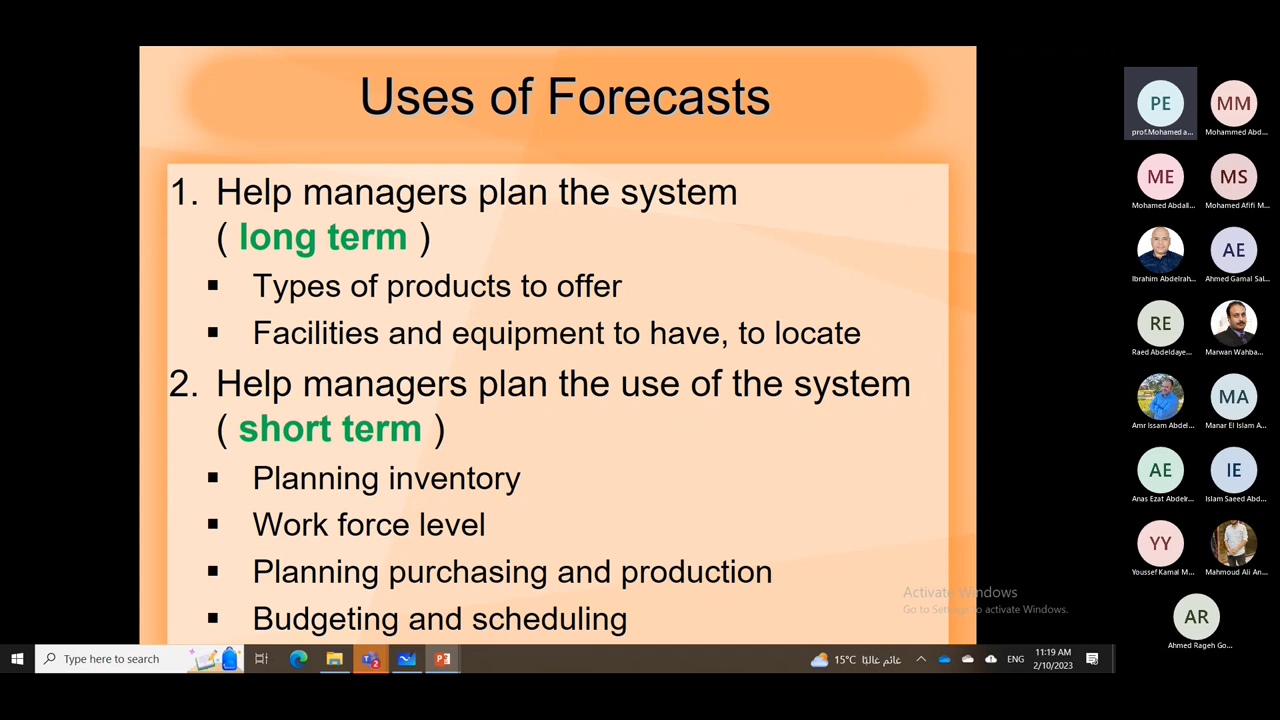 Uses of Forecasts
1. Help managers plan the system
( long term )
▪ Types of products to offer
▪ Facilities and equipment to have, to locate
2. Help managers plan the use of the system
( short term )
▪ Planning inventory
▪ Work force level
▪ Planning purchasing and production
▪ Budgeting and scheduling
Activate Windows
Go to Settings to activate Windows.
Type here to search
15°C غائم غالبًا
ENG
11:19 AM
2/10/2023
PE
prof.Mohamed a...
MM
Mohammed Abd...
ME
Mohamed Abdall...
MS
Mohamed Afifi M...
Ibrahim Abdelrah...
AE
Ahmed Gamal Sal...
RE
Raed Abdeldaye...
Marwan Wahba...
Amr Issam Abdel...
MA
Manar El Islam A...
AE
Anas Ezat Abdelr...
IE
Islam Saeed Abd...
YY
Youssef Kamal M...
Mahmoud Ali An...
AR
Ahmed Rageh Go...